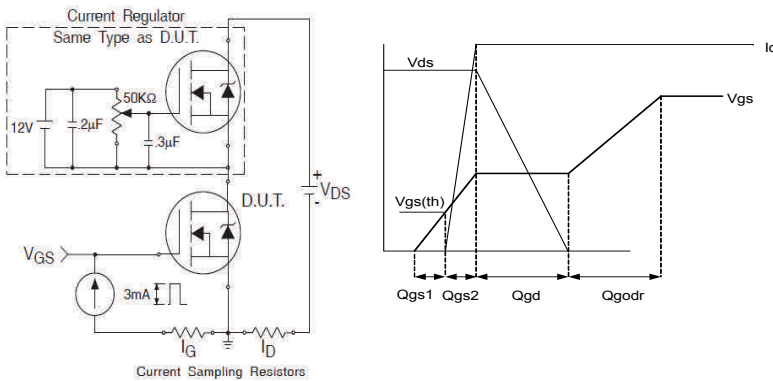 Current Regulator
Same Type as D.U.T.
50KΩ
12V
.2μF
.3μF
D.U.T.
+
VDS
-
VGS
3mA
IG
ID
Current Sampling Resistors
Id
Vds
Vgs
Vgs(th)
Qgs1 Qgs2 Qgd Qgodr